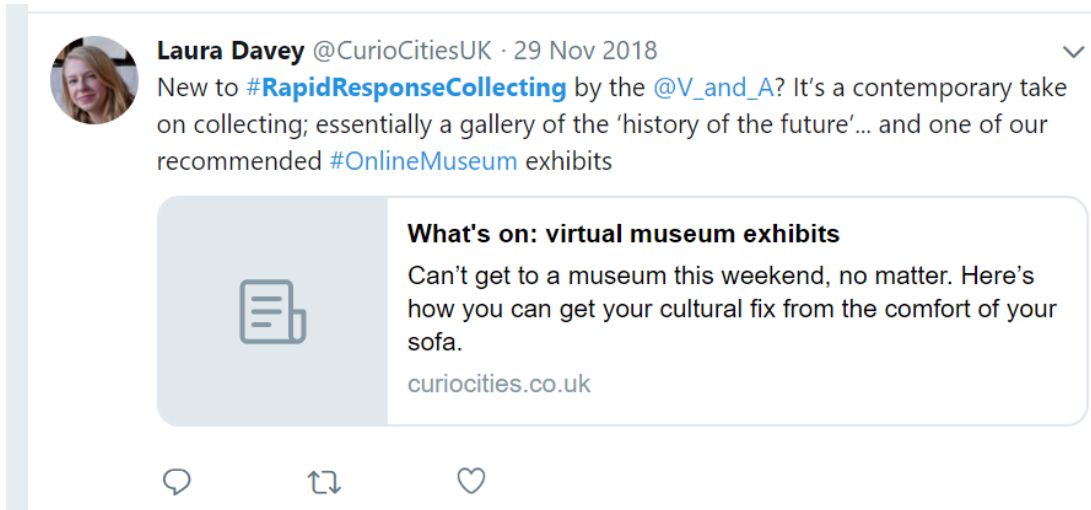 Laura Davey @CurioCitiesUK · 29 Nov 2018
New to #RapidResponseCollecting by the @V_and_A? It’s a contemporary take
on collecting; essentially a gallery of the ‘history of the future’... and one of our
recommended #OnlineMuseum exhibits
What's on: virtual museum exhibits
Can’t get to a museum this weekend, no matter. Here’s
how you can get your cultural fix from the comfort of your
sofa.
curiocities.co.uk